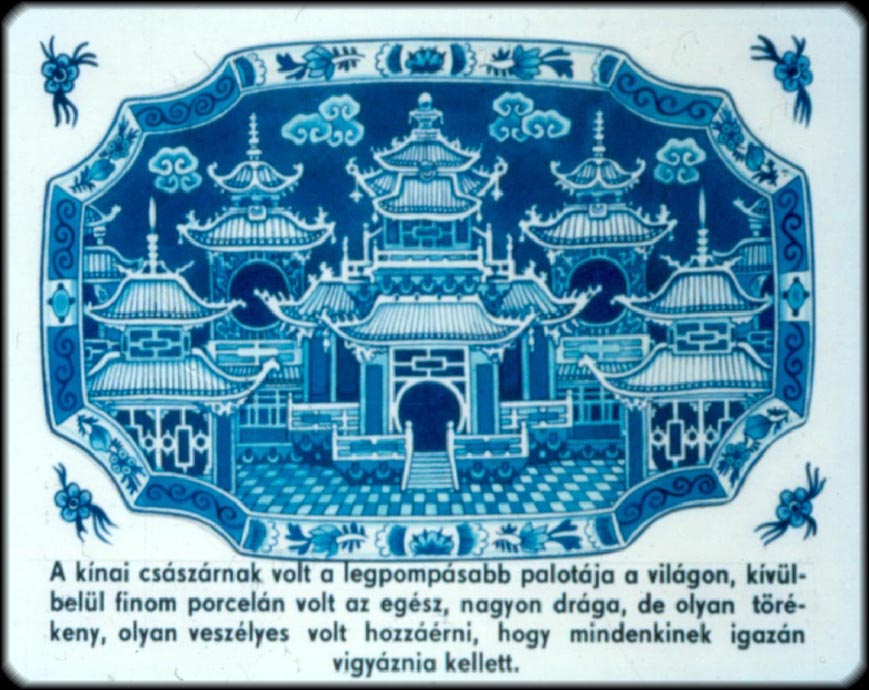 A kínai császárnak volt a legpompásabb palotája a világon, kívül-
belül finom porcelán volt az egész, nagyon drága, de olyan töré-
keny, olyan veszélyes volt hozzáérni, hogy mindenkinek igazán
vigyáznia kellett.